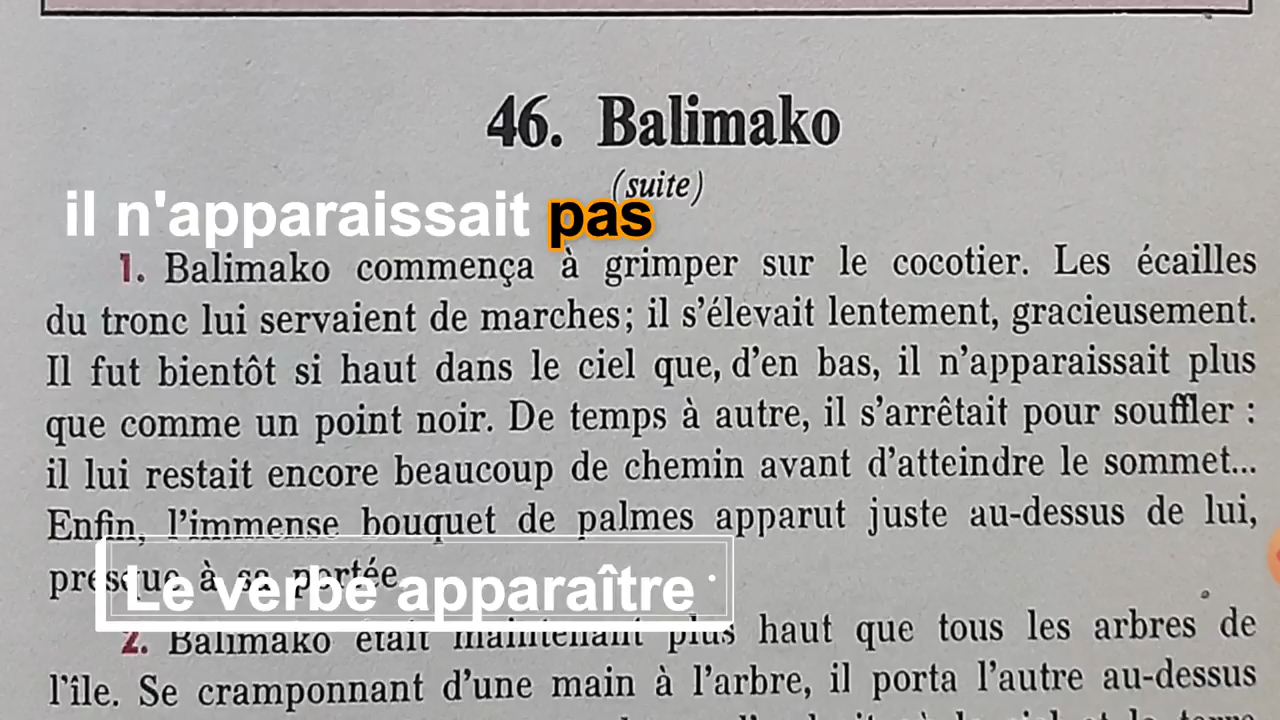 46. Balimako
(suite)
il n'apparaissait pas
1. Balimako commença à grimper sur le cocotier. Les écailles
du tronc lui servaient de marches; il s'élevait lentement, gracieusement.
Il fut bientôt si haut dans le ciel que, d'en bas, il n'apparaissait plus
que comme un point noir. De temps à autre, il s'arrêtait pour souffler :
il lui restait encore beaucoup de chemin avant d'atteindre le sommet...
Enfin, l'immense bouquet de palmes apparut juste au-dessus de lui,
presque à sa portée.
Le verbe apparaître
2. Balimako était maintenant plus haut que tous les arbres de
l'île. Se cramponnant d'une main à l'arbre, il porta l'autre au-dessus